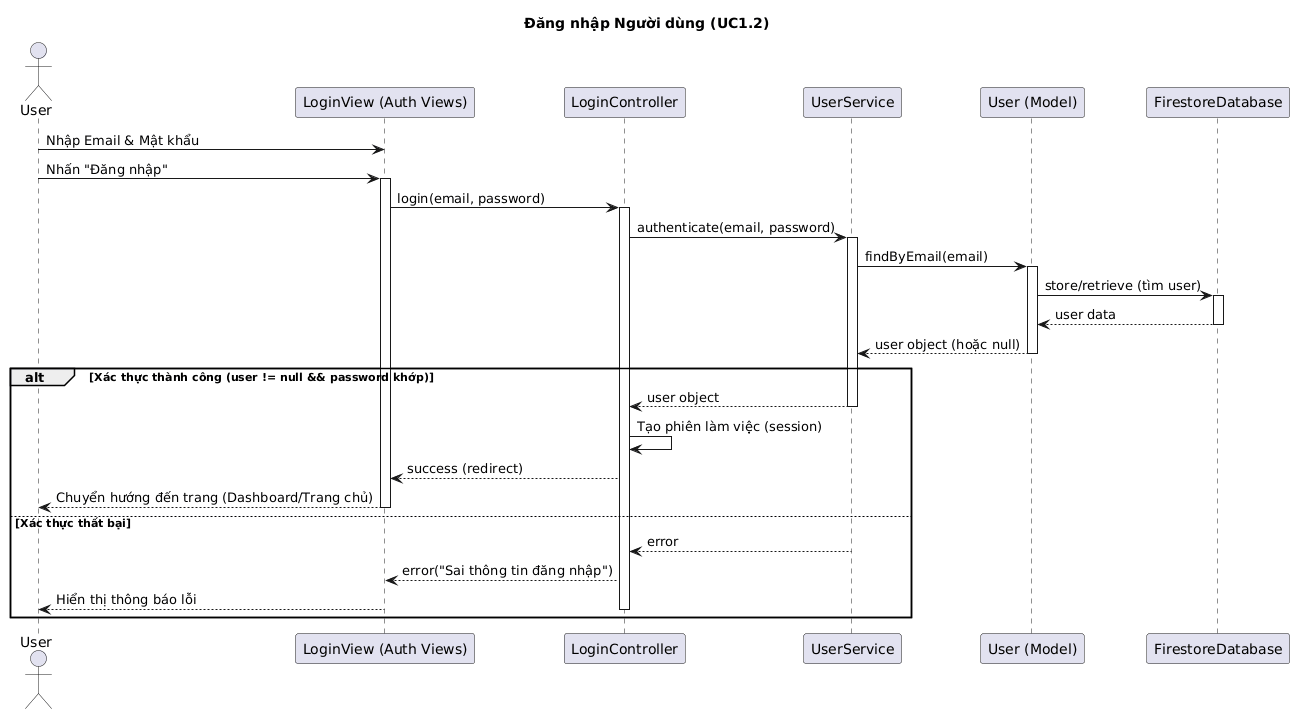 Đăng nhập Người dùng (UC1.2)
User
LoginView (Auth Views)
LoginController
UserService
User (Model)
FirestoreDatabase
Nhập Email & Mật khẩu
Nhấn "Đăng nhập"
login(email, password)
authenticate(email, password)
findByEmail(email)
store/retrieve (tìm user)
user data
user object (hoặc null)
alt
[Xác thực thành công (user != null && password khớp)]
user object
Tạo phiên làm việc (session)
success (redirect)
Chuyển hướng đến trang (Dashboard/Trang chủ)
[Xác thực thất bại]
error
error("Sai thông tin đăng nhập")
Hiển thị thông báo lỗi
User
LoginView (Auth Views)
LoginController
UserService
User (Model)
FirestoreDatabase